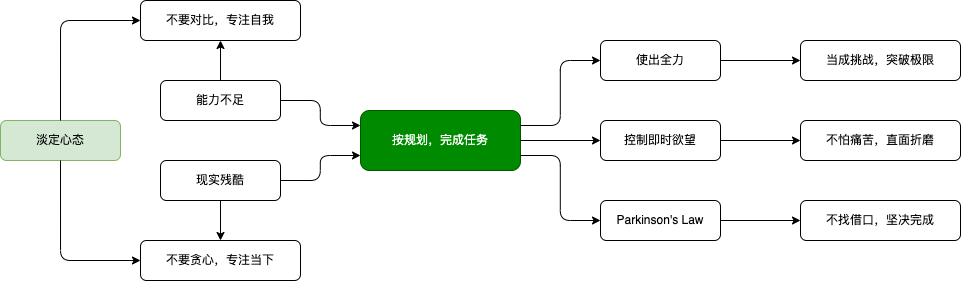 不要对比，专注自我
能力不足
淡定心态
现实残酷
不要贪心，专注当下
按规划，完成任务
使出全力
当成挑战，突破极限
控制即时欲望
不怕痛苦，直面折磨
Parkinson's Law
不找借口，坚决完成